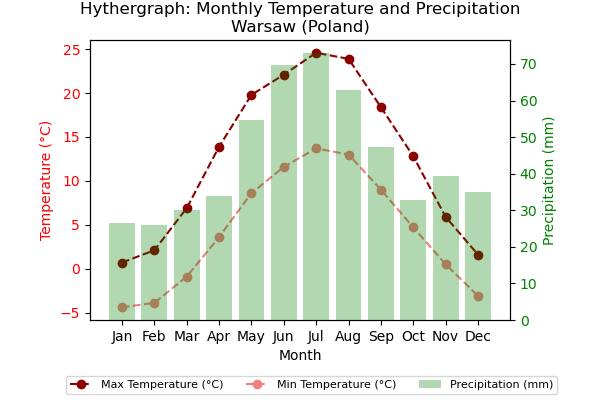 Hythergraph: Monthly Temperature and Precipitation
Warsaw (Poland)
Temperature (°C)
25
20
15
10
5
0
−5
70
60
50
40
30
20
10
0
Precipitation (mm)
Jan Feb Mar Apr May Jun Jul Aug Sep Oct Nov Dec
Month
Max Temperature (°C) Min Temperature (°C) Precipitation (mm)